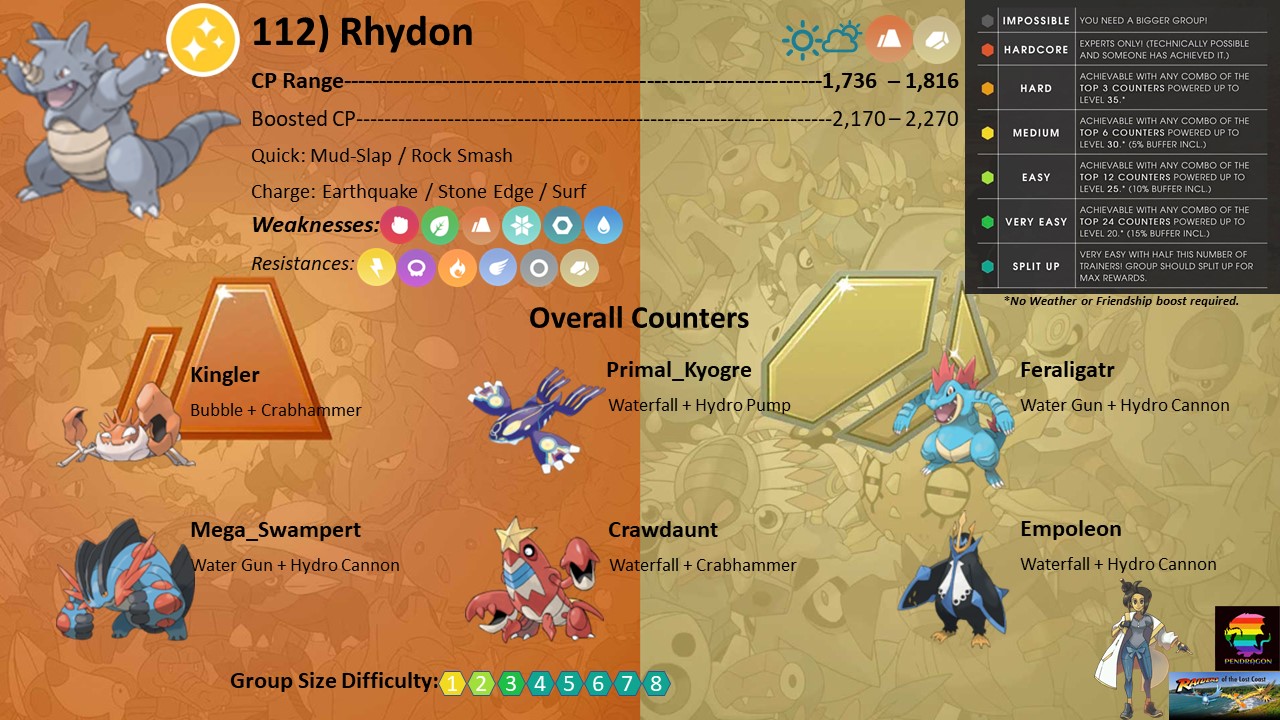 112) Rhydon
CP Range--------------------------------------------------------------------------------1,736 – 1,816
Boosted CP--------------------------------------------------------------------------------2,170 – 2,270
Quick: Mud-Slap / Rock Smash
Charge: Earthquake / Stone Edge / Surf
Weaknesses:
Resistances:
IMPOSSIBLE YOU NEED A BIGGER GROUP!
HARDCORE EXPERTS ONLY! (TECHNICALLY POSSIBLE
AND SOMEONE HAS ACHIEVED IT.)
HARD ACHIEVABLE WITH ANY COMBO OF THE
TOP 3 COUNTERS POWERED UP TO
LEVEL 35.*
MEDIUM ACHIEVABLE WITH ANY COMBO OF THE
TOP 6 COUNTERS POWERED UP TO
LEVEL 30.* (5% BUFFER INCL.)
EASY ACHIEVABLE WITH ANY COMBO OF THE
TOP 12 COUNTERS POWERED UP TO
LEVEL 25.* (10% BUFFER INCL.)
VERY EASY ACHIEVABLE WITH ANY COMBO OF THE
TOP 24 COUNTERS POWERED UP TO
LEVEL 20.* (15% BUFFER INCL.)
SPLIT UP VERY EASY WITH HALF THIS NUMBER OF
TRAINERS! GROUP SHOULD SPLIT UP FOR
MAX REWARDS.
*No Weather or Friendship boost required.
Overall Counters
Kingler
Bubble + Crabhammer
Primal_Kyogre
Waterfall + Hydro Pump
Feraligatr
Water Gun + Hydro Cannon
Mega_Swampert
Water Gun + Hydro Cannon
Crawdaunt
Waterfall + Crabhammer
Empoleon
Waterfall + Hydro Cannon
Group Size Difficulty: 1 2 3 4 5 6 7 8
PENDRAGON
RAIDERS of the Lost Coast